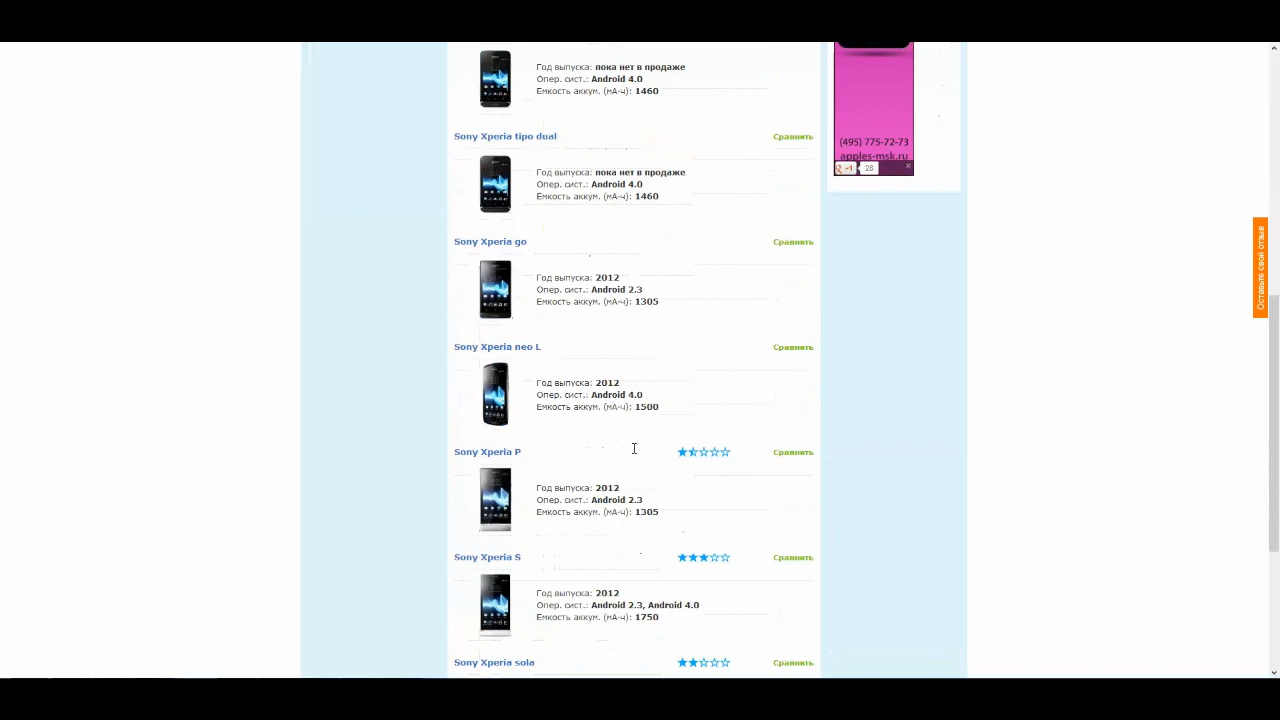 Год выпуска: пока нет в продаже
Опер. сист.: Android 4.0
Емкость аккум. (мА-ч): 1460
Sony Xperia tipo dual Сравнить
Год выпуска: пока нет в продаже
Опер. сист.: Android 4.0
Емкость аккум. (мА-ч): 1460
Sony Xperia go Сравнить
Год выпуска: 2012
Опер. сист.: Android 2.3
Емкость аккум. (мА-ч): 1305
Sony Xperia neo L Сравнить
Год выпуска: 2012
Опер. сист.: Android 4.0
Емкость аккум. (мА-ч): 1500
Sony Xperia P Сравнить
Год выпуска: 2012
Опер. сист.: Android 2.3
Емкость аккум. (мА-ч): 1305
Sony Xperia S Сравнить
Год выпуска: 2012
Опер. сист.: Android 2.3, Android 4.0
Емкость аккум. (мА-ч): 1750
Sony Xperia sola Сравнить
(495) 775-72-73
apples-msk.ru
+1 28
Оставьте свой отзыв